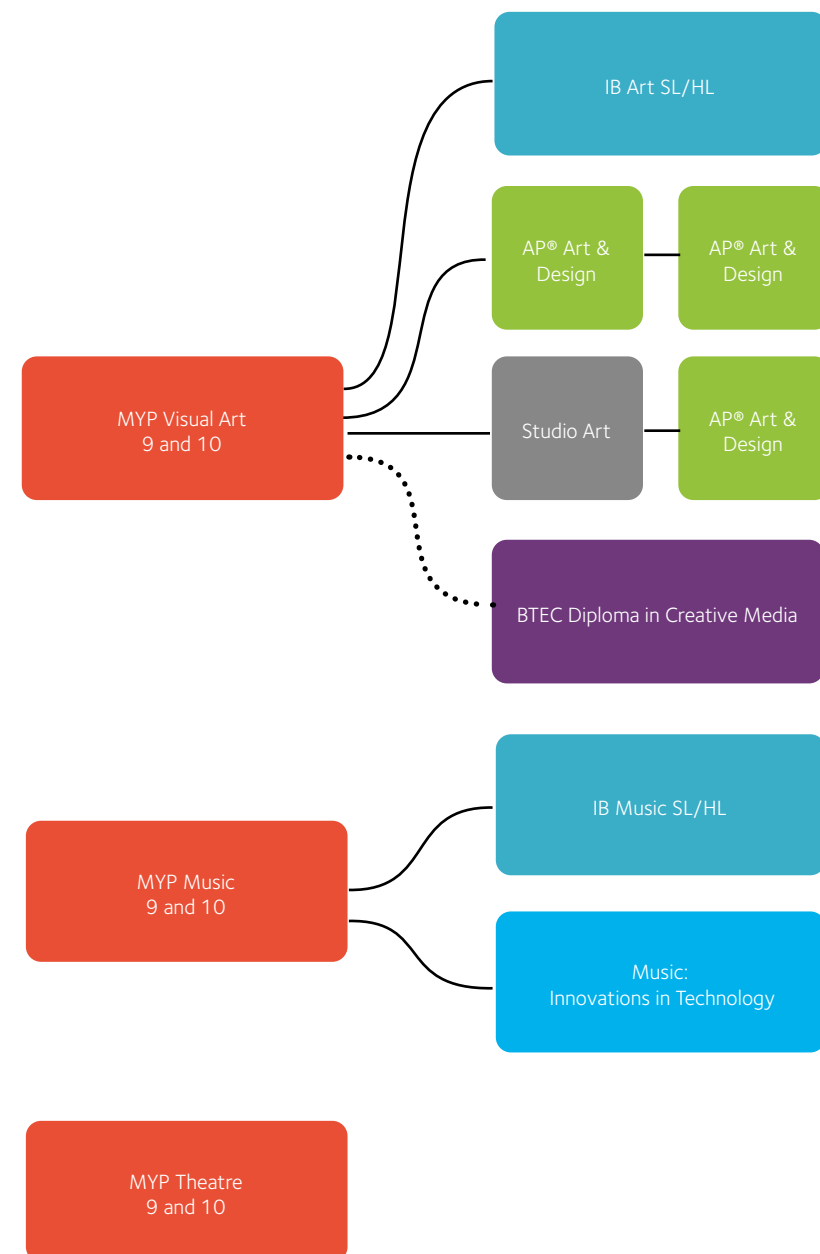 IB Art SL/HL
AP® Art &
Design
AP® Art &
Design
MYP Visual Art
9 and 10
Studio Art
AP® Art &
Design
BTEC Diploma in Creative Media
IB Music SL/HL
MYP Music
9 and 10
Music:
Innovations in Technology
MYP Theatre
9 and 10